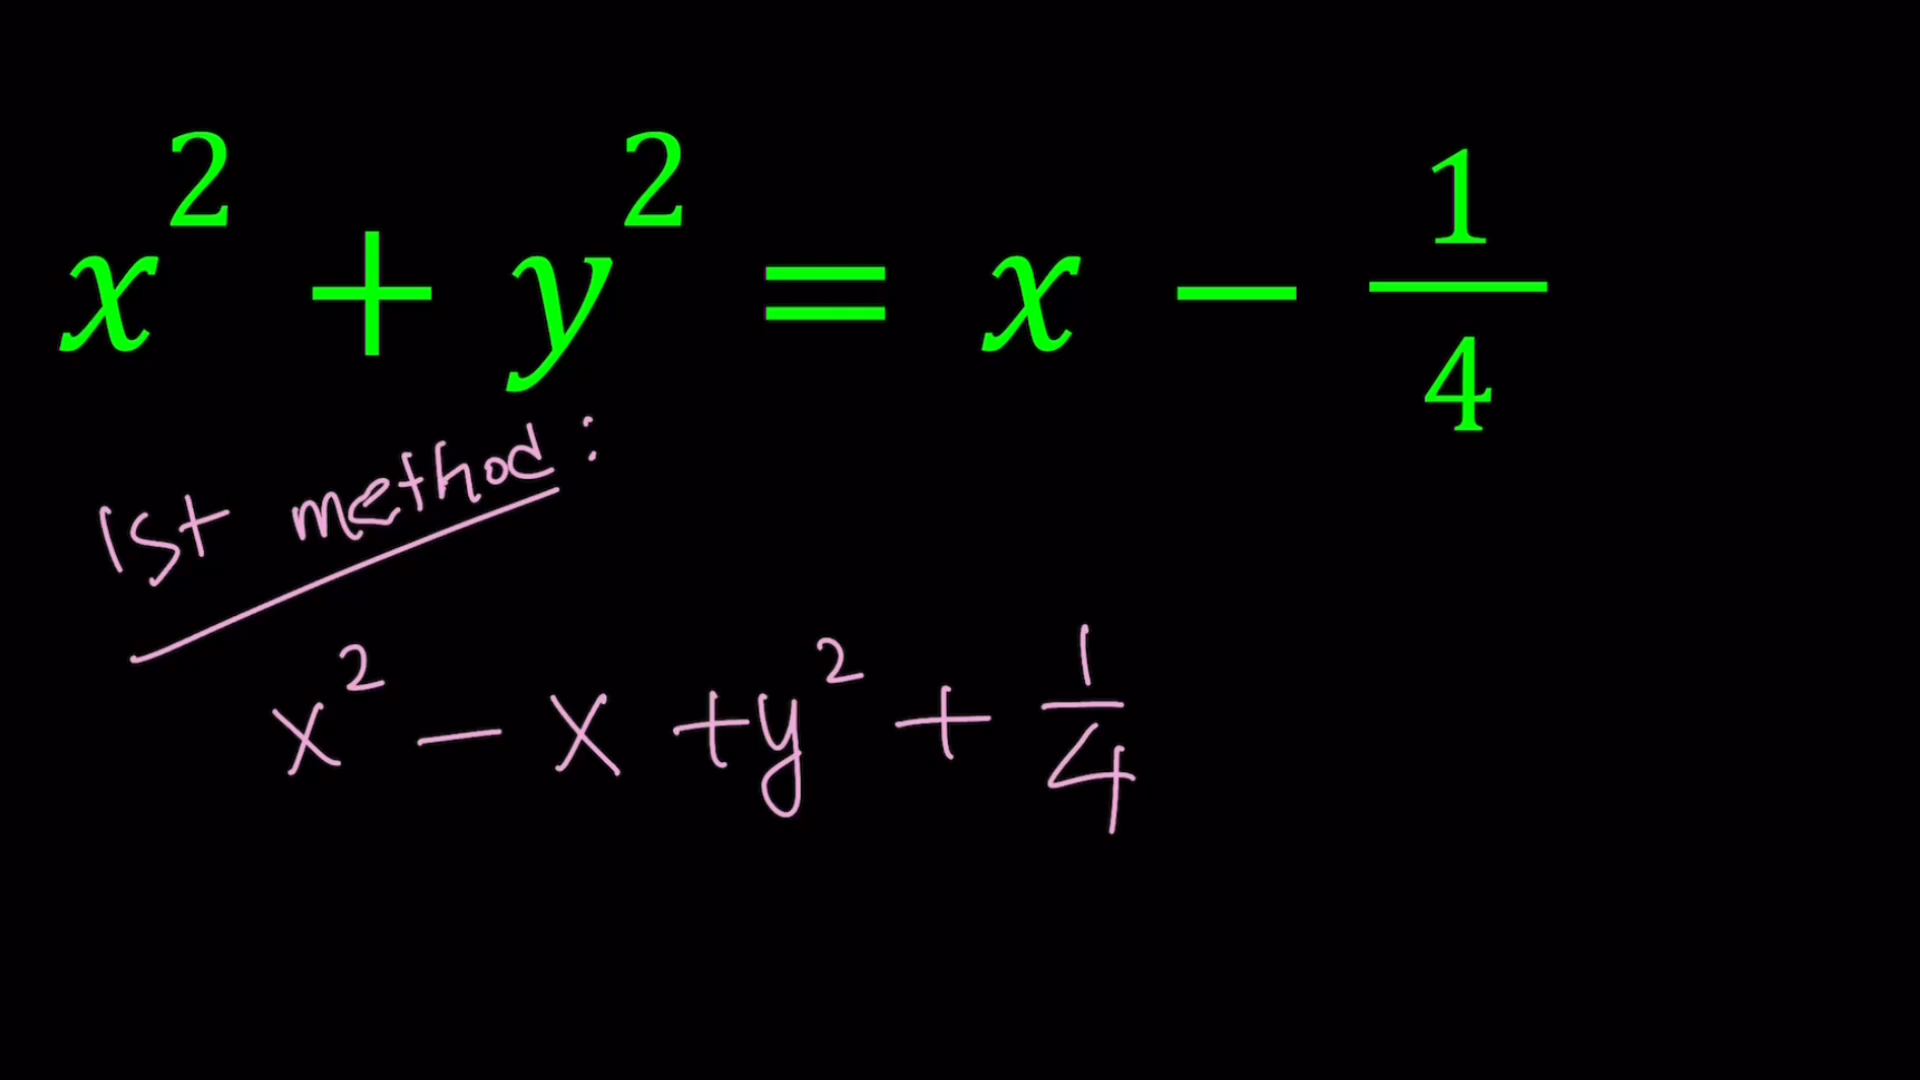 x² + y² = x − 1/4
1st method:
x² − x + y² + 1/4